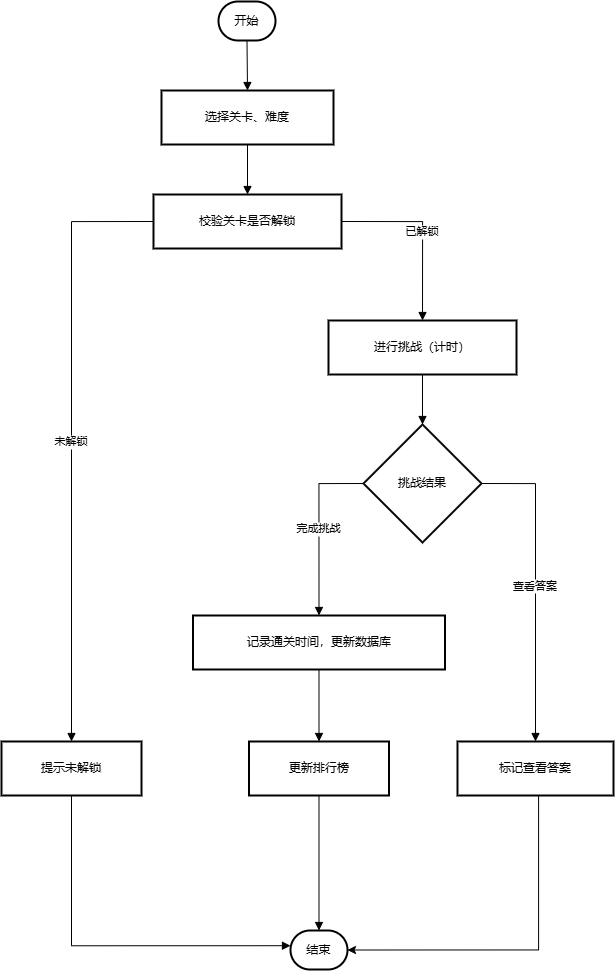 开始
选择关卡、难度
校验关卡是否解锁
已解锁
进行挑战（计时）
未解锁
挑战结果
完成挑战
查看答案
记录通关时间，更新数据库
提示未解锁
更新排行榜
标记查看答案
结束